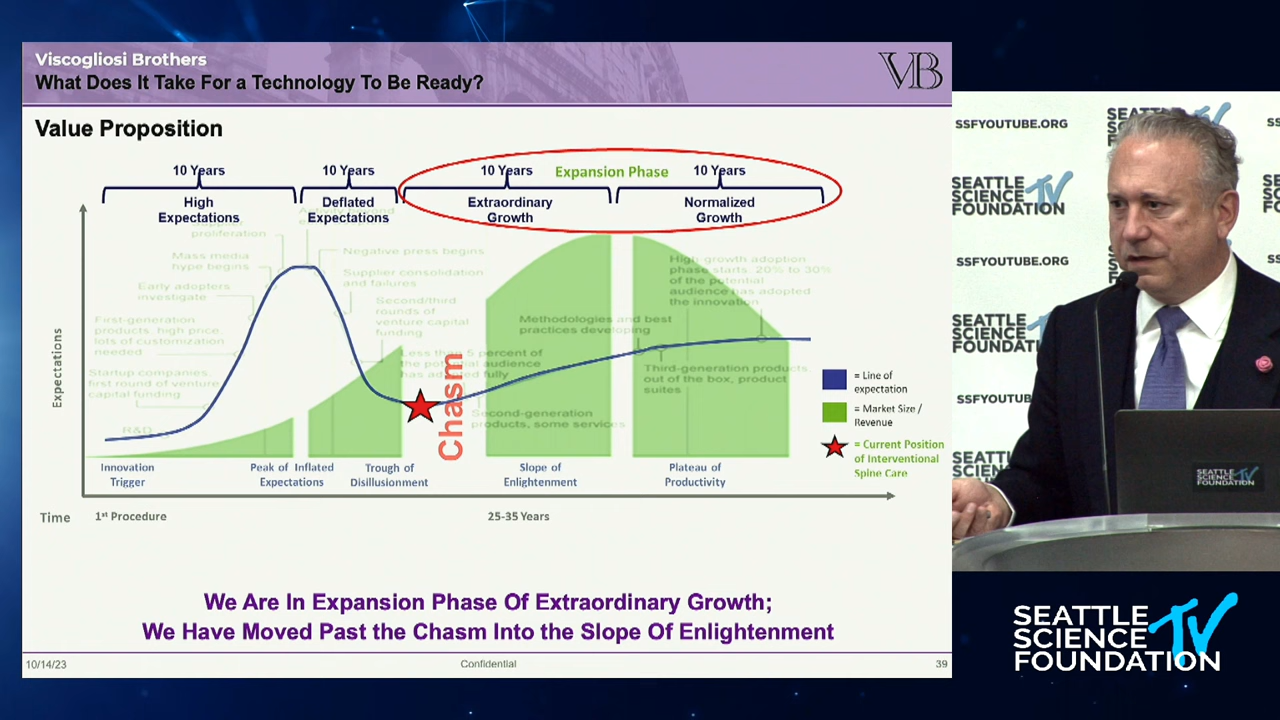 Viscogliosi Brothers
What Does It Take For a Technology To Be Ready?
VB
Value Proposition
10 Years
10 Years
10 Years
Expansion Phase
10 Years
High
Expectations
Deflated
Expectations
Extraordinary
Growth
Normalized
Growth
Supplier
proliferation
Mass media
hype begins
Early adopters
investigate
First-generation
products, high price,
lots of customization
needed
Startup companies,
first round of venture
capital funding
R&D
Negative press begins
Supplier consolidation
and failures
Second/third
rounds of
venture capital
funding
Less than 5 percent of
the potential audience
has adopted fully
Second-generation
products, some services
Methodologies and best
practices developing
High-growth adoption
phase starts: 20% to 30%
of the potential
audience has adopted
the innovation
Third-generation products,
out of the box, product
suites
Chasm
Expectations
= Line of
expectation
= Market Size /
Revenue
= Current Position
of Interventional
Spine Care
Innovation
Trigger
Peak of Inflated
Expectations
Trough of
Disillusionment
Slope of
Enlightenment
Plateau of
Productivity
Time
1st Procedure
25-35 Years
We Are In Expansion Phase Of Extraordinary Growth;
We Have Moved Past the Chasm Into the Slope Of Enlightenment
10/14/23
Confidential
39
SSFYOUTUBE.ORG
SEATTLE
SCIENCE TV
FOUNDATION
SEATTLE
SCIENCE TV
FOUNDATION
SSFYOUTUBE.ORG
SEATTLE
SCIENCE
FOUNDATION
SSFYOUTUBE.ORG
SEATTLE
SCIENCE TV
FOUNDATION
SEATTLE
SCIENCE TV
FOUNDATION